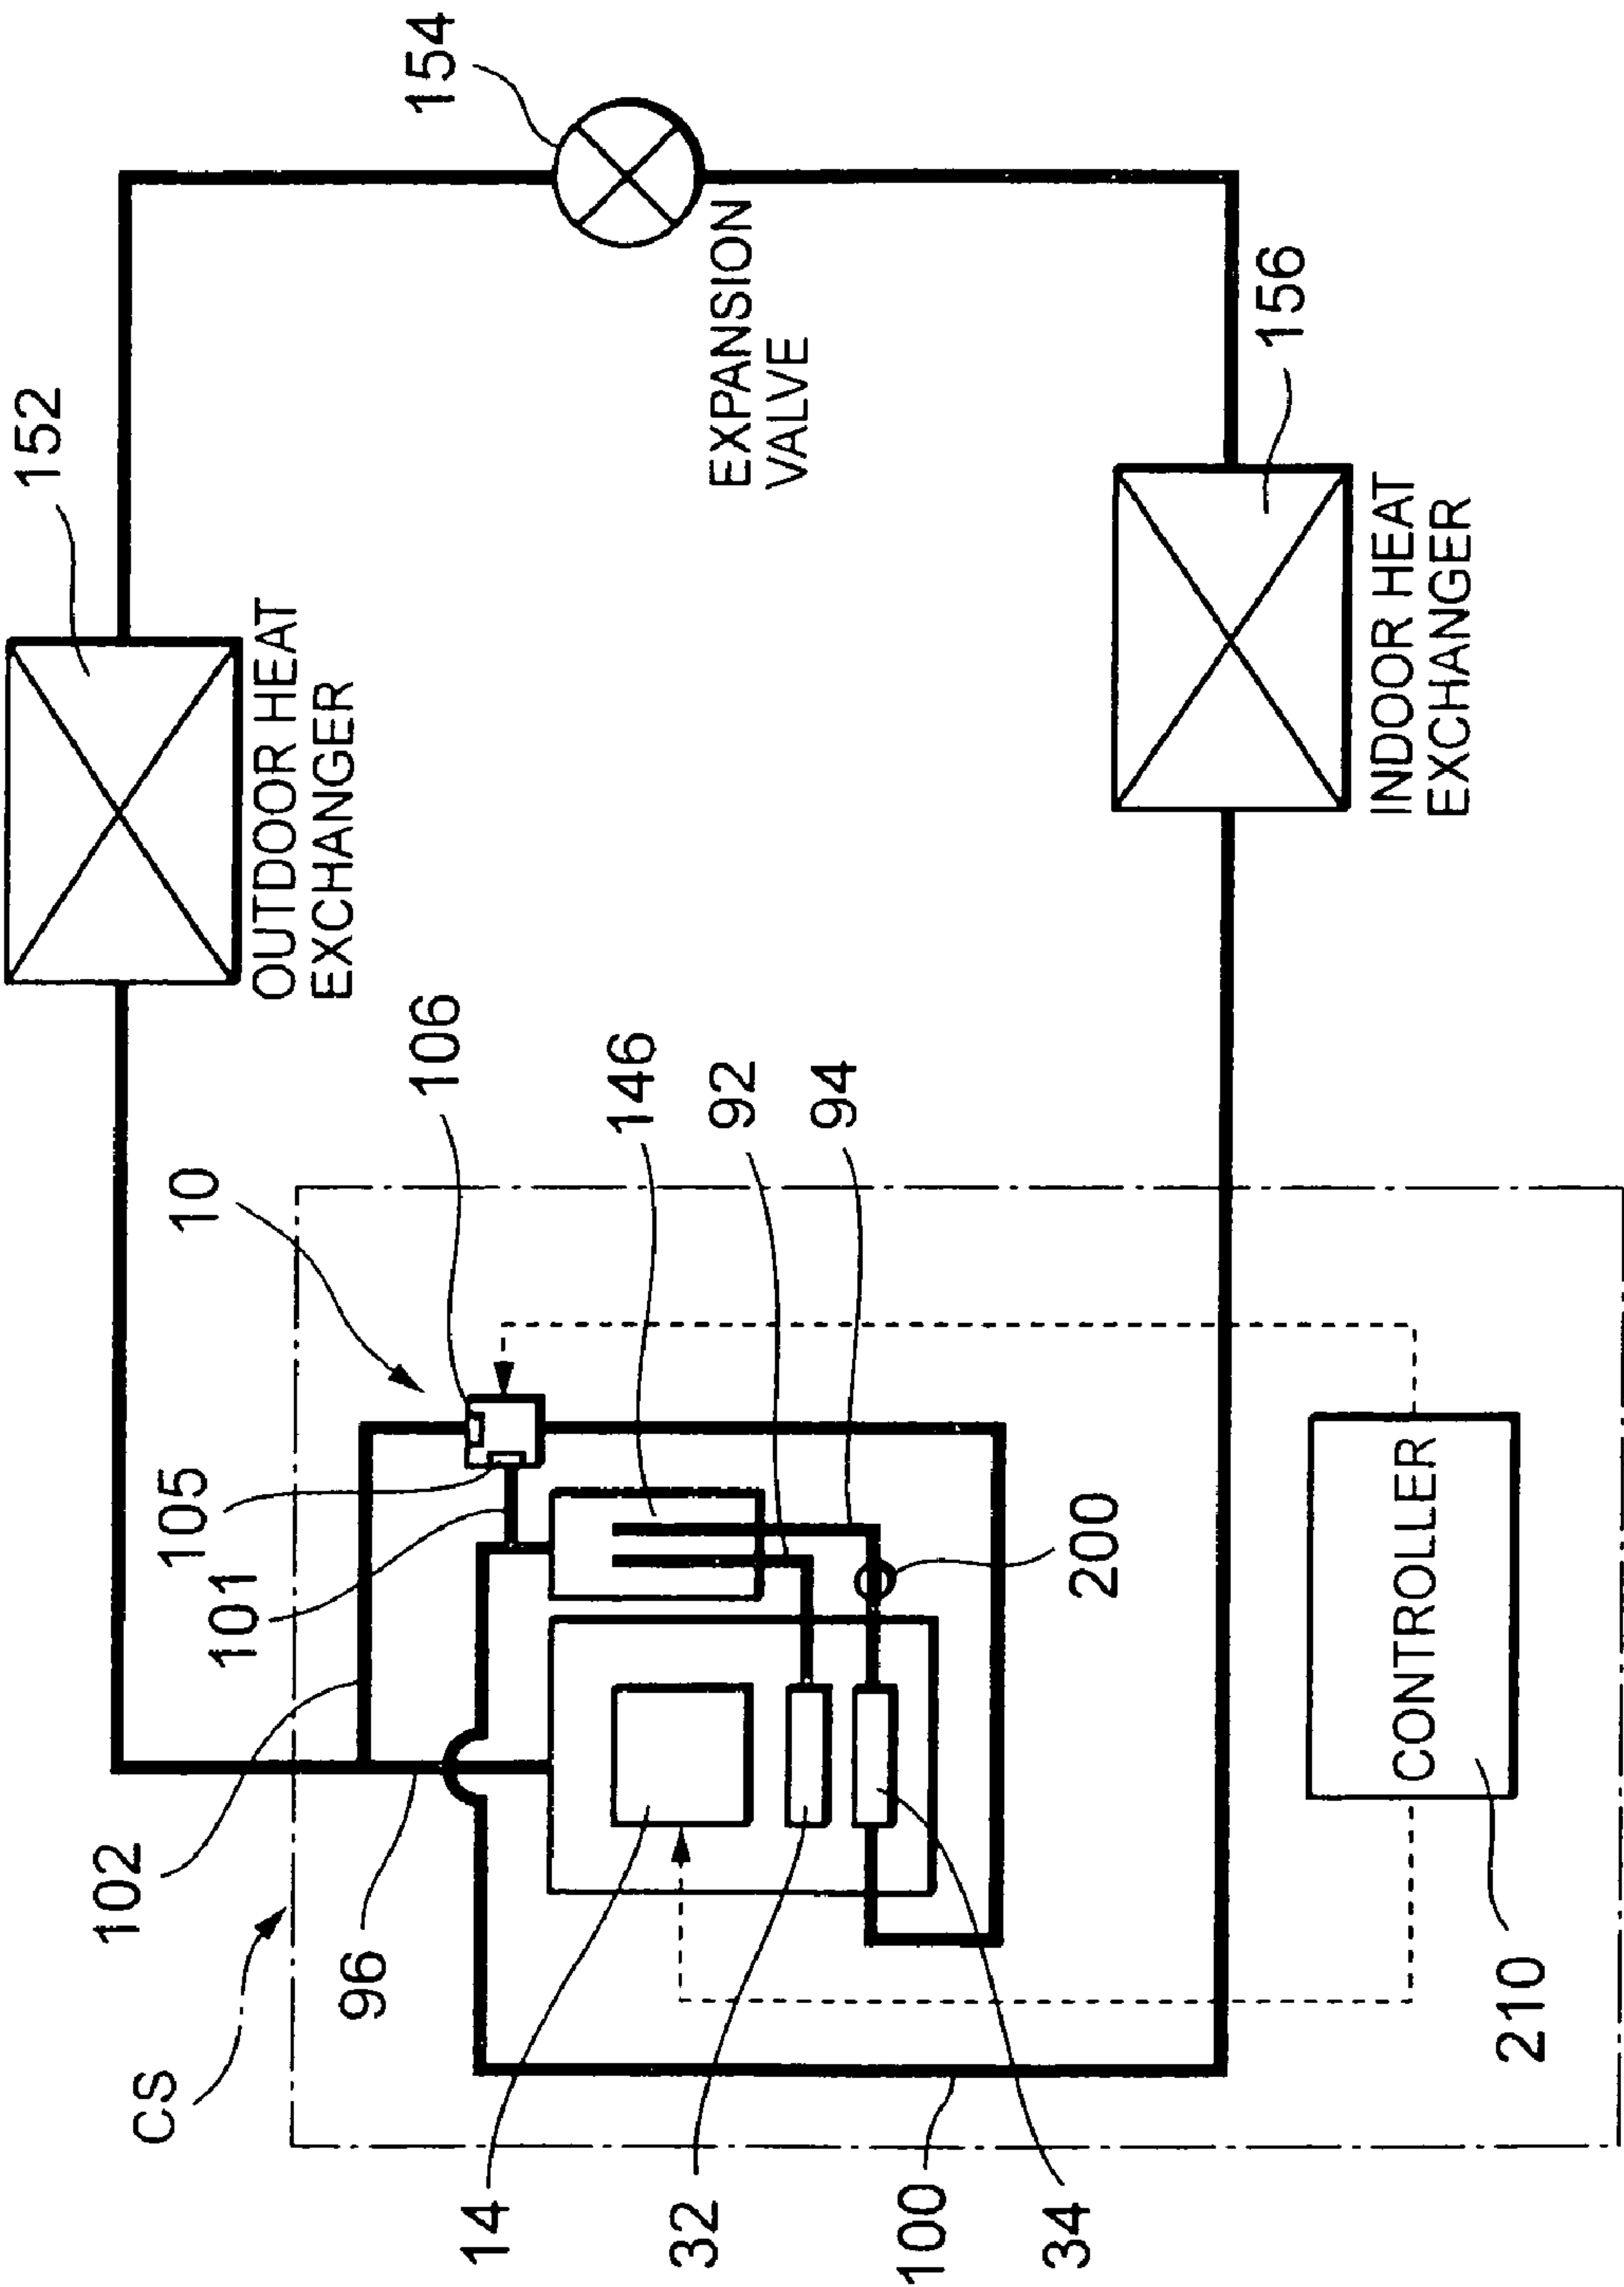 152
OUTDOOR HEAT
EXCHANGER
154
EXPANSION
VALVE
156
INDOOR HEAT
EXCHANGER
CS
102
96
101
105
10
106
146
92
94
200
14
32
100
34
CONTROLLER
210